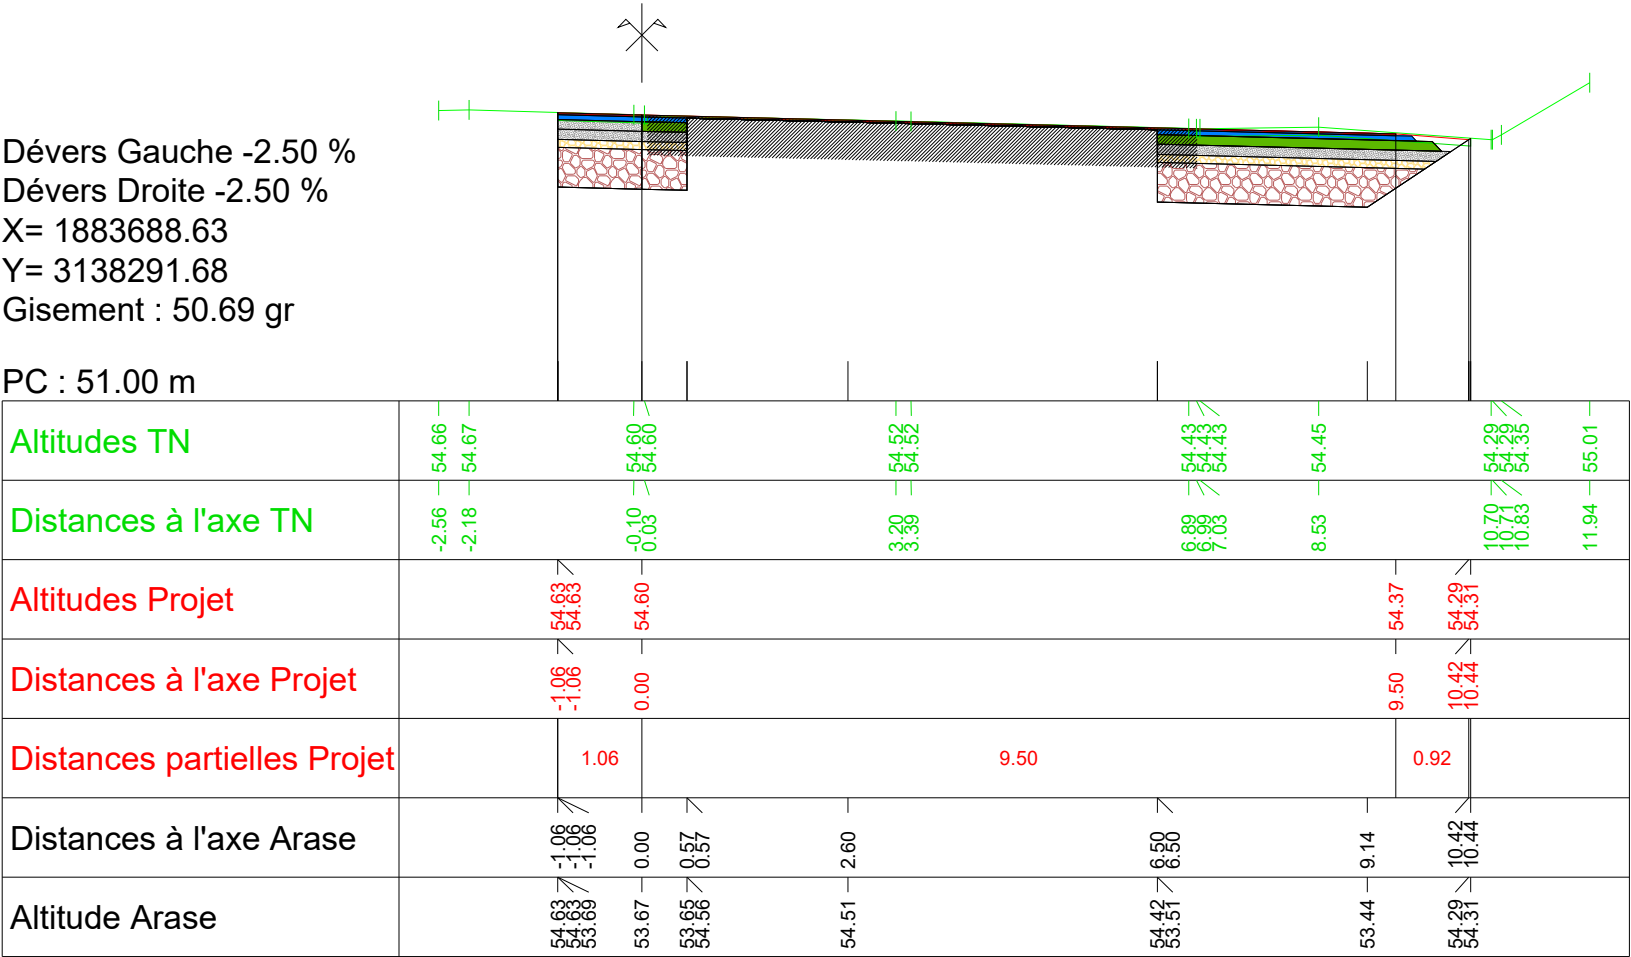 Dévers Gauche -2.50 %
Dévers Droite -2.50 %
X= 1883688.63
Y= 3138291.68
Gisement : 50.69 gr
PC : 51.00 m
Altitudes TN 54.66 54.67 54.60 54.60 54.52 54.52 54.43 54.43 54.43 54.45 54.29 54.29 54.35 55.01
Distances à l'axe TN -2.56 -2.18 -0.10 0.03 3.20 3.39 6.89 6.99 7.03 8.53 10.70 10.71 10.83 11.94
Altitudes Projet 54.63 54.63 54.60 54.37 54.29 54.31
Distances à l'axe Projet -1.06 -1.06 0.00 9.50 10.42 10.44
Distances partielles Projet 1.06 9.50 0.92
Distances à l'axe Arase -1.06 -1.06 -1.06 0.00 0.57 0.57 2.60 6.50 6.50 9.14 10.42 10.44
Altitude Arase 54.63 54.63 53.69 53.67 53.65 54.56 54.51 54.42 53.51 53.44 54.29 54.31